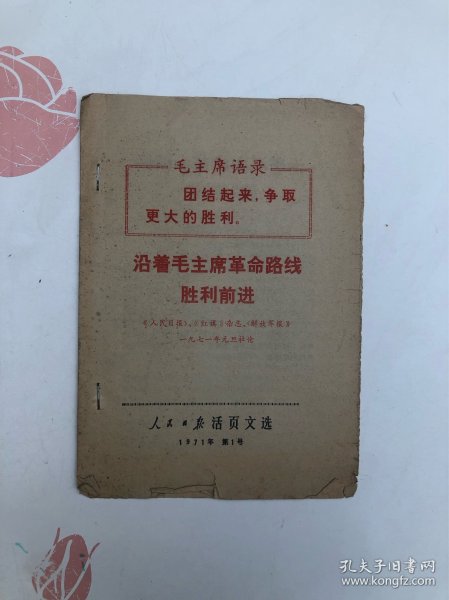 毛主席语录
团结起来，争取
更大的胜利。
沿着毛主席革命路线
胜利前进
《人民日报》、《红旗》杂志、《解放军报》
一九七一年元旦社论
人民日报活页文选
1971年 第1号
孔夫子旧书网
www.kongfz.com